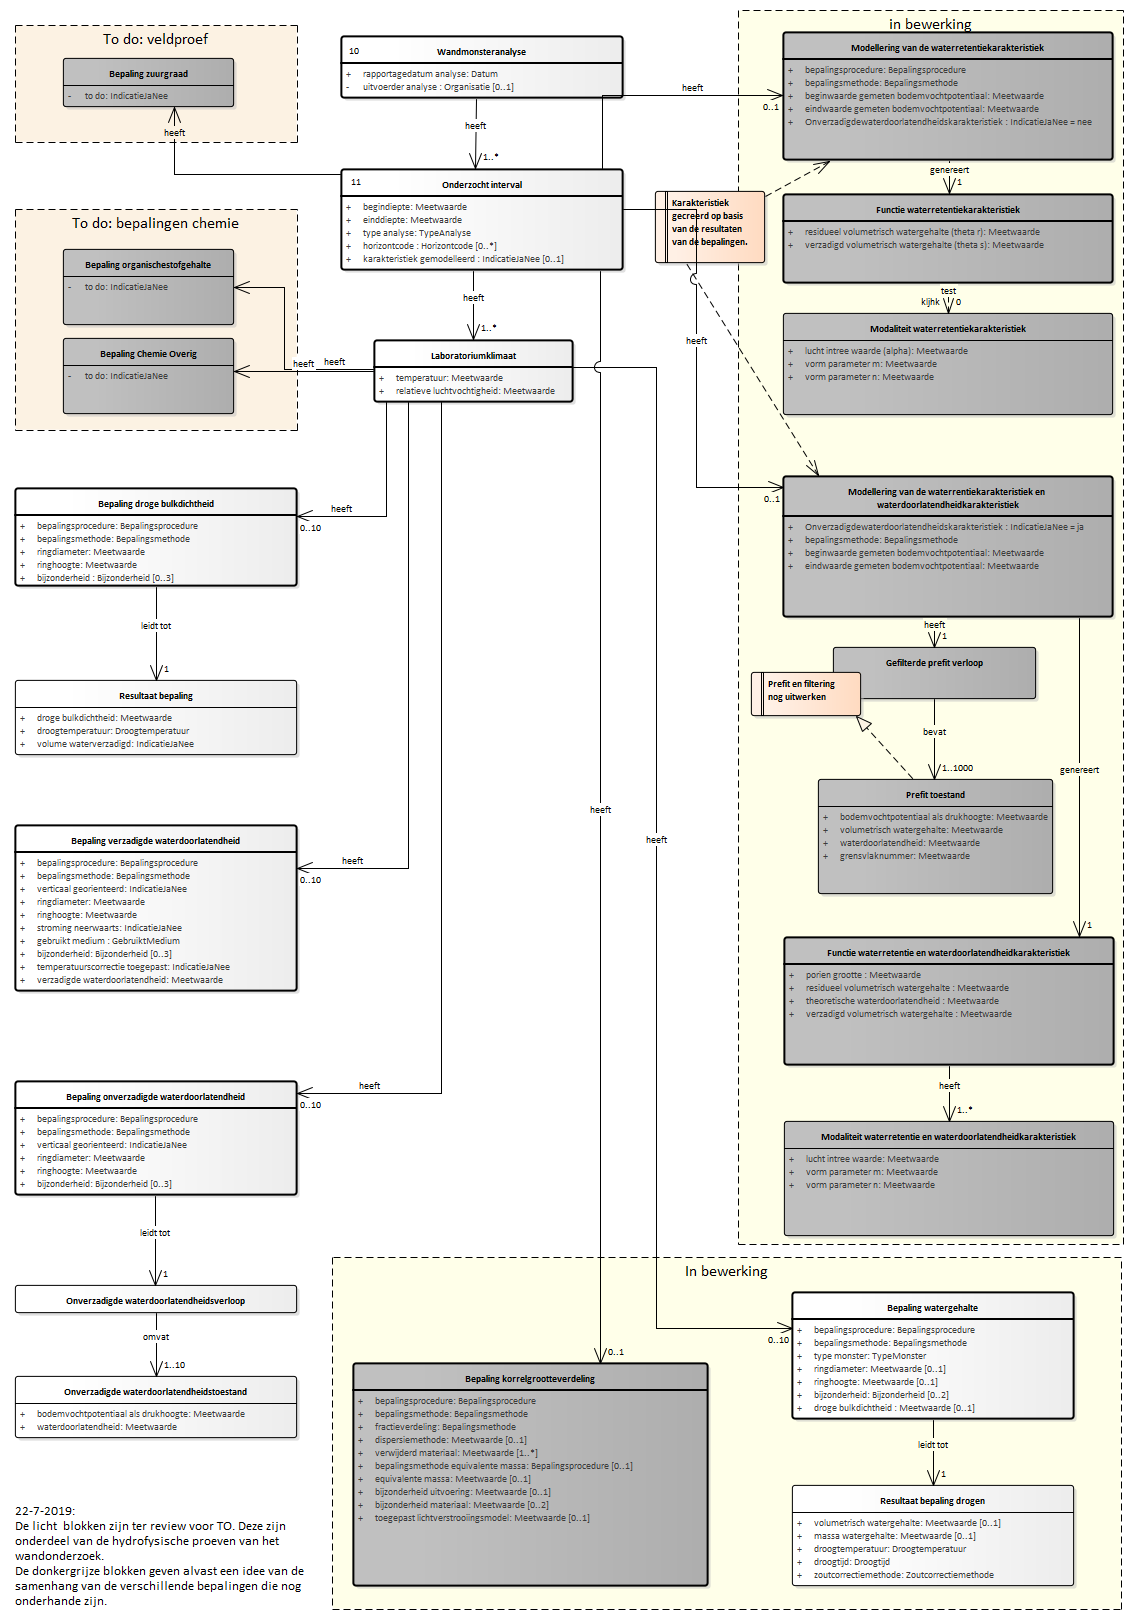 To do: veldproef
Bepaling zuurgraad
- to do: IndicatieJaNee
heeft
10 Wandmonsteranalyse
+ rapportagedatum analyse: Datum
- uitvoerder analyse : Organisatie [0..1]
heeft
1..*
11 Onderzocht interval
+ begindiepte: Meetwaarde
+ einddiepte: Meetwaarde
+ type analyse: TypeAnalyse
+ horizontcode : Horizontcode [0..*]
+ karakteristiek gemodelleerd : IndicatieJaNee [0..1]
heeft
1..*
To do: bepalingen chemie
Bepaling organischestofgehalte
- to do: IndicatieJaNee
Bepaling Chemie Overig
- to do: IndicatieJaNee
heeft
heeft
Laboratoriumklimaat
+ temperatuur: Meetwaarde
+ relatieve luchtvochtigheid: Meetwaarde
in bewerking
heeft
0..1
Modellering van de waterretentiekarakteristiek
+ bepalingsprocedure: Bepalingsprocedure
+ bepalingsmethode: Bepalingsmethode
+ beginwaarde gemeten bodemvochtpotentiaal: Meetwaarde
+ eindwaarde gemeten bodemvochtpotentiaal: Meetwaarde
+ Onverzadigdewaterdoorlatendheidskarakteristiek : IndicatieJaNee = nee
genereert
1
Karakteristiek
gecreerd op basis
van de resultaten
van de bepalingen.
Functie waterretentiekarakteristiek
+ residueel volumetrisch watergehalte (theta r): Meetwaarde
+ verzadigd volumetrisch watergehalte (theta s): Meetwaarde
test
kljhk
0
Modaliteit waterretentiekarakteristiek
+ lucht intree waarde (alpha): Meetwaarde
+ vorm parameter m: Meetwaarde
+ vorm parameter n: Meetwaarde
heeft
0..1
Modellering van de waterrentiekarakteristiek en
waterdoorlatendheidkarakteristiek
+ Onverzadigdewaterdoorlatendheidskarakteristiek : IndicatieJaNee = ja
+ bepalingsmethode: Bepalingsmethode
+ beginwaarde gemeten bodemvochtpotentiaal: Meetwaarde
+ eindwaarde gemeten bodemvochtpotentiaal: Meetwaarde
heeft
1
Gefilterde prefit verloop
Prefit en filtering
nog uitwerken
bevat
1..1000
genereert
1
Prefit toestand
+ bodemvochtpotentiaal als drukhoogte: Meetwaarde
+ volumetrisch watergehalte: Meetwaarde
+ waterdoorlatendheid: Meetwaarde
+ grensvlaknummer: Meetwaarde
Functie waterretentie en waterdoorlatendheidkarakteristiek
+ porien grootte : Meetwaarde
+ residueel volumetrisch watergehalte : Meetwaarde
+ theoretische waterdoorlatendheid : Meetwaarde
+ verzadigd volumetrisch watergehalte : Meetwaarde
heeft
1..*
Modaliteit waterretentie en waterdoorlatendheidkarakteristiek
+ lucht intree waarde: Meetwaarde
+ vorm parameter m: Meetwaarde
+ vorm parameter n: Meetwaarde
Bepaling droge bulkdichtheid
+ bepalingsprocedure: Bepalingsprocedure
+ bepalingsmethode: Bepalingsmethode
+ ringdiameter: Meetwaarde
+ ringhoogte: Meetwaarde
+ bijzonderheid : Bijzonderheid [0..3]
heeft
0..10
leidt tot
1
Resultaat bepaling
+ droge bulkdichtheid: Meetwaarde
+ droogtemperatuur: Droogtemperatuur
+ volume waterverzadigd: IndicatieJaNee
Bepaling verzadigde waterdoorlatendheid
+ bepalingsprocedure: Bepalingsprocedure
+ bepalingsmethode: Bepalingsmethode
+ verticaal georienteerd: IndicatieJaNee
+ ringdiameter: Meetwaarde
+ ringhoogte: Meetwaarde
+ stroming neerwaarts: IndicatieJaNee
+ gebruikt medium : GebruiktMedium
+ bijzonderheid: Bijzonderheid [0..3]
+ temperatuurscorrectie toegepast: IndicatieJaNee
+ verzadigde waterdoorlatendheid: Meetwaarde
heeft
0..10
Bepaling onverzadigde waterdoorlatendheid
+ bepalingsprocedure: Bepalingsprocedure
+ bepalingsmethode: Bepalingsmethode
+ verticaal georienteerd: IndicatieJaNee
+ ringdiameter: Meetwaarde
+ ringhoogte: Meetwaarde
+ bijzonderheid: Bijzonderheid [0..3]
heeft
0..10
leidt tot
1
Onverzadigde waterdoorlatendheidsverloop
omvat
1..10
Onverzadigde waterdoorlatendheidstoestand
+ bodemvochtpotentiaal als drukhoogte: Meetwaarde
+ waterdoorlatendheid: Meetwaarde
heeft
heeft
In bewerking
0..1
Bepaling korrelgrootteverdeling
+ bepalingsprocedure: Bepalingsprocedure
+ bepalingsmethode: Bepalingsmethode
+ fractieverdeling: Bepalingsmethode
+ dispersiemethode: Meetwaarde [0..1]
+ verwijderd materiaal: Meetwaarde [1..*]
+ bepalingsmethode equivalente massa: Bepalingsprocedure [0..1]
+ equivalente massa: Meetwaarde [0..1]
+ bijzonderheid uitvoering: Meetwaarde [0..1]
+ bijzonderheid materiaal: Meetwaarde [0..2]
+ toegepast lichtverstrooiingsmodel: Meetwaarde [0..1]
0..10
Bepaling watergehalte
+ bepalingsprocedure: Bepalingsprocedure
+ bepalingsmethode: Bepalingsmethode
+ type monster: TypeMonster
+ ringdiameter: Meetwaarde [0..1]
+ ringhoogte: Meetwaarde [0..1]
+ bijzonderheid: Bijzonderheid [0..2]
+ droge bulkdichtheid : Meetwaarde [0..1]
leidt tot
1
Resultaat bepaling drogen
+ volumetrisch watergehalte: Meetwaarde [0..1]
+ massa watergehalte: Meetwaarde [0..1]
+ droogtemperatuur: Droogtemperatuur
+ droogtijd: Droogtijd
+ zoutcorrectiemethode: Zoutcorrectiemethode
22-7-2019:
De licht blokken zijn ter review voor TO. Deze zijn
onderdeel van de hydrofysische proeven van het
wandonderzoek.
De donkergrijze blokken geven alvast een idee van de
samenhang van de verschillende bepalingen die nog
onderhande zijn.